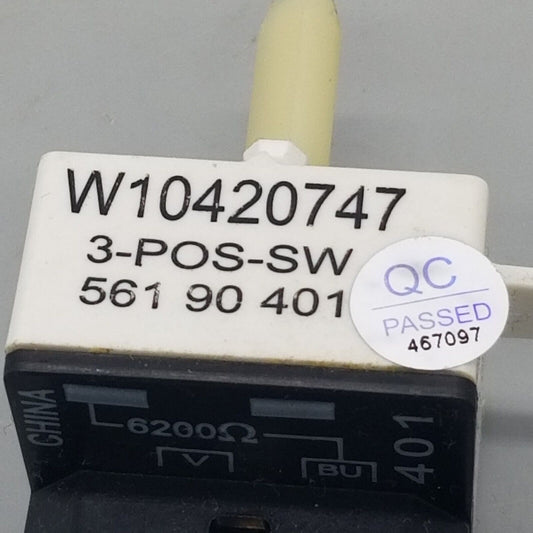 W10420747
3-POS-SW
561 90 401
QC
PASSED
467097
CHINA
6200Ω
V
BU
401